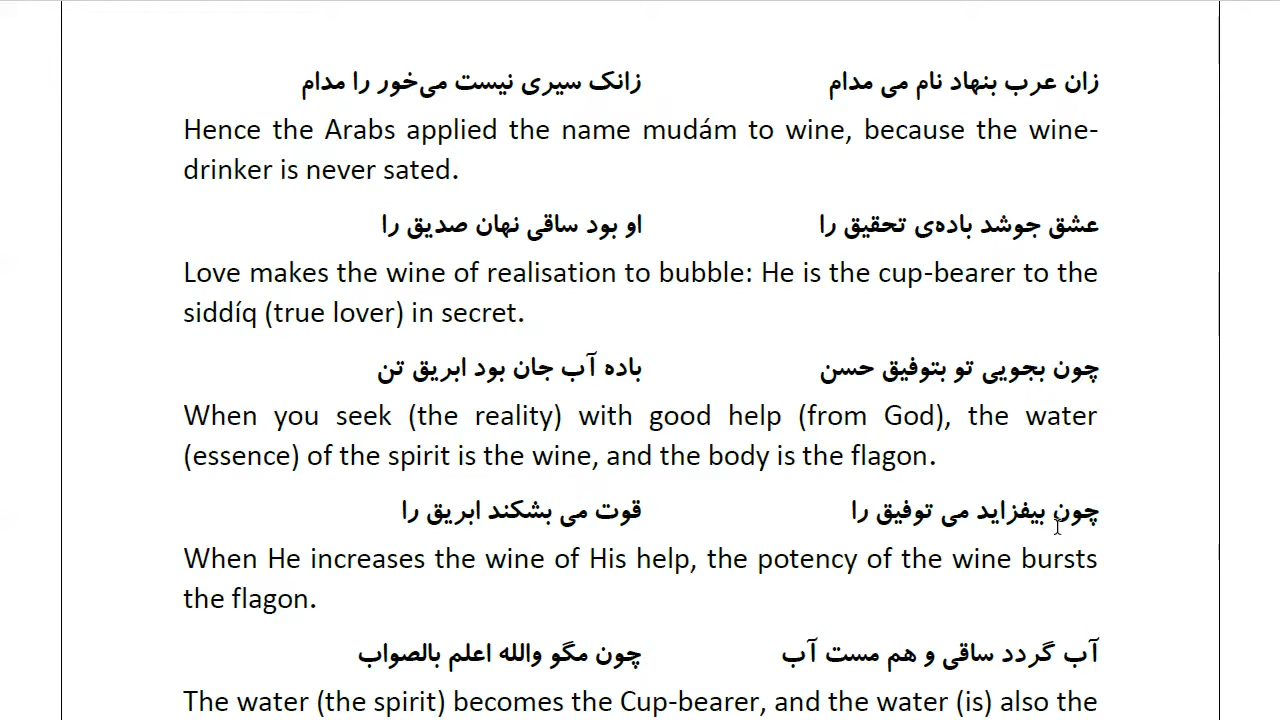 زان عرب بنهاد نام می مدام زانک سیری نیست می‌خور را مدام
Hence the Arabs applied the name mudám to wine, because the wine-
drinker is never sated.
عشق جوشد باده‌ی تحقیق را او بود ساقی نهان صدیق را
Love makes the wine of realisation to bubble: He is the cup-bearer to the
siddíq (true lover) in secret.
چون بجویی تو بتوفیق حسن باده آب جان بود ابریق تن
When you seek (the reality) with good help (from God), the water
(essence) of the spirit is the wine, and the body is the flagon.
چون بیفزاید می توفیق را قوت می بشکند ابریق را
When He increases the wine of His help, the potency of the wine bursts
the flagon.
آب گردد ساقی و هم مست آب چون مگو والله اعلم بالصواب
The water (the spirit) becomes the Cup-bearer, and the water (is) also the